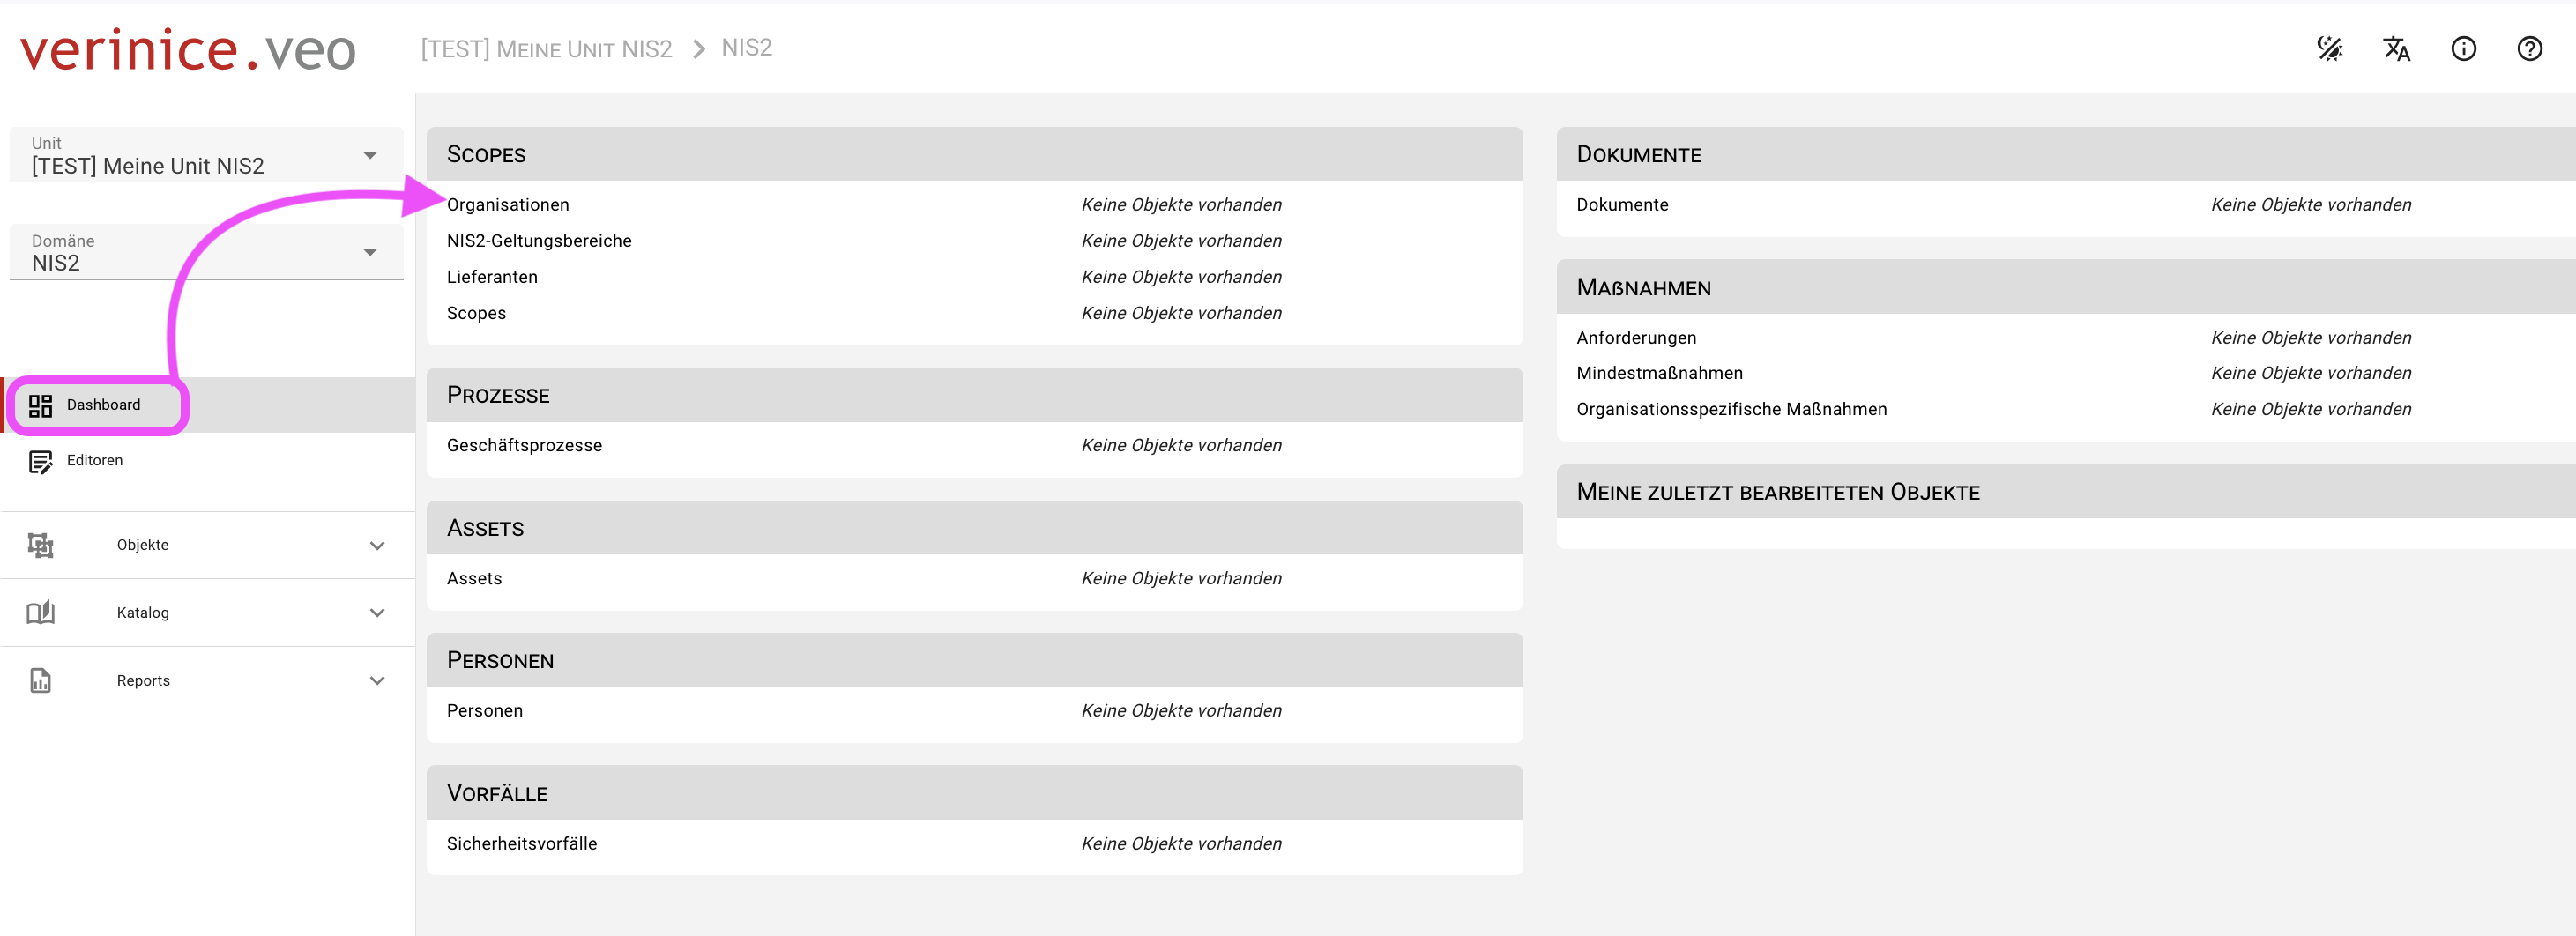 verinice.veo
[TEST] Meine Unit NIS2 > NIS2
Unit
[TEST] Meine Unit NIS2
Domäne
NIS2
Dashboard
Editoren
Objekte
Katalog
Reports
Scopes
Organisationen Keine Objekte vorhanden
NIS2-Geltungsbereiche Keine Objekte vorhanden
Lieferanten Keine Objekte vorhanden
Scopes Keine Objekte vorhanden
Prozesse
Geschäftsprozesse Keine Objekte vorhanden
Assets
Assets Keine Objekte vorhanden
Personen
Personen Keine Objekte vorhanden
Vorfälle
Sicherheitsvorfälle Keine Objekte vorhanden
Dokumente
Dokumente Keine Objekte vorhanden
Maßnahmen
Anforderungen Keine Objekte vorhanden
Mindestmaßnahmen Keine Objekte vorhanden
Organisationsspezifische Maßnahmen Keine Objekte vorhanden
Meine zuletzt bearbeiteten Objekte